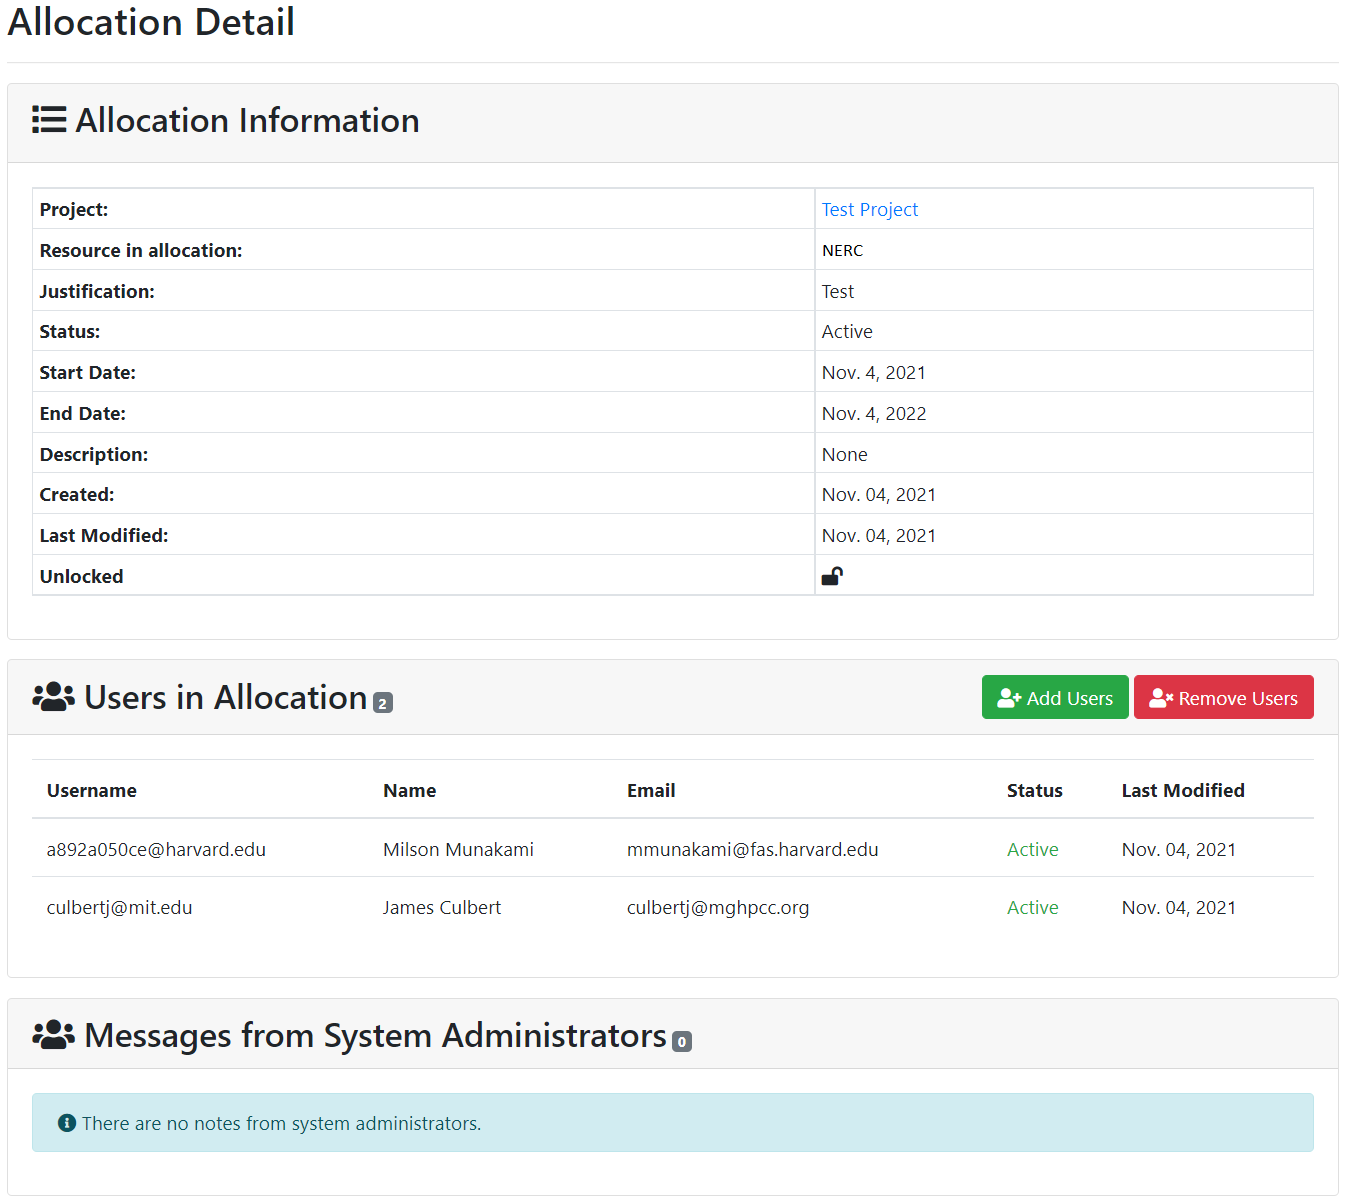 Allocation Detail
Allocation Information
Project: Test Project
Resource in allocation: NERC
Justification: Test
Status: Active
Start Date: Nov. 4, 2021
End Date: Nov. 4, 2022
Description: None
Created: Nov. 04, 2021
Last Modified: Nov. 04, 2021
Unlocked
Users in Allocation 2 Add Users Remove Users
Username Name Email Status Last Modified
a892a050ce@harvard.edu Milson Munakami mmunakami@fas.harvard.edu Active Nov. 04, 2021
culbertj@mit.edu James Culbert culbertj@mghpcc.org Active Nov. 04, 2021
Messages from System Administrators 0
There are no notes from system administrators.